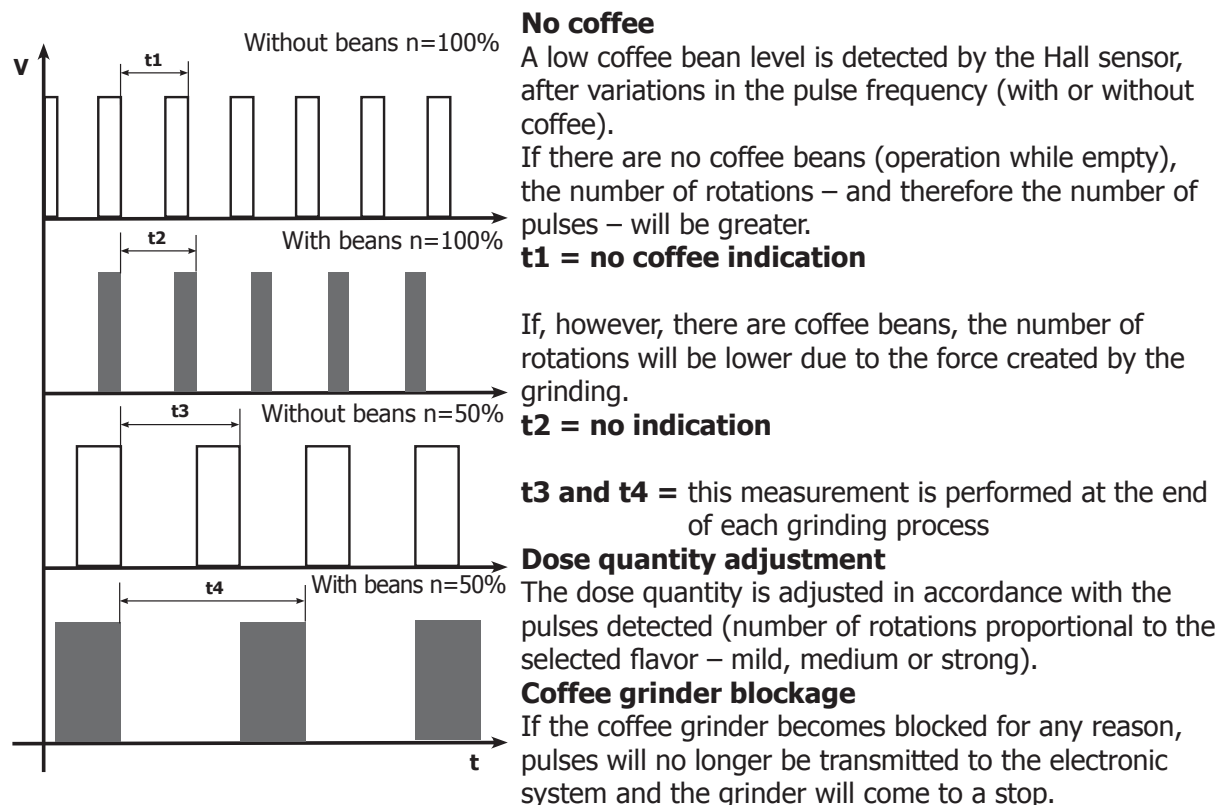 Without beans n=100%
V
t1
With beans n=100%
t2
Without beans n=50%
t3
With beans n=50%
t4
t
No coffee
A low coffee bean level is detected by the Hall sensor,
after variations in the pulse frequency (with or without
coffee).
If there are no coffee beans (operation while empty),
the number of rotations – and therefore the number of
pulses – will be greater.
t1 = no coffee indication
If, however, there are coffee beans, the number of
rotations will be lower due to the force created by the
grinding.
t2 = no indication
t3 and t4 = this measurement is performed at the end
of each grinding process
Dose quantity adjustment
The dose quantity is adjusted in accordance with the
pulses detected (number of rotations proportional to the
selected flavor – mild, medium or strong).
Coffee grinder blockage
If the coffee grinder becomes blocked for any reason,
pulses will no longer be transmitted to the electronic
system and the grinder will come to a stop.